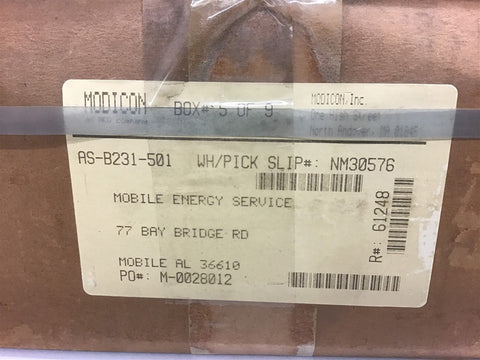 MODICON BOX# 5 OF 9 MODICON, Inc.
One High Street
North Andover, MA 01845
AS-B231-501 WH/PICK SLIP#: NM30576
MOBILE ENERGY SERVICE
77 BAY BRIDGE RD
MOBILE AL 36610
PO#: M-0028012
R#: 61248